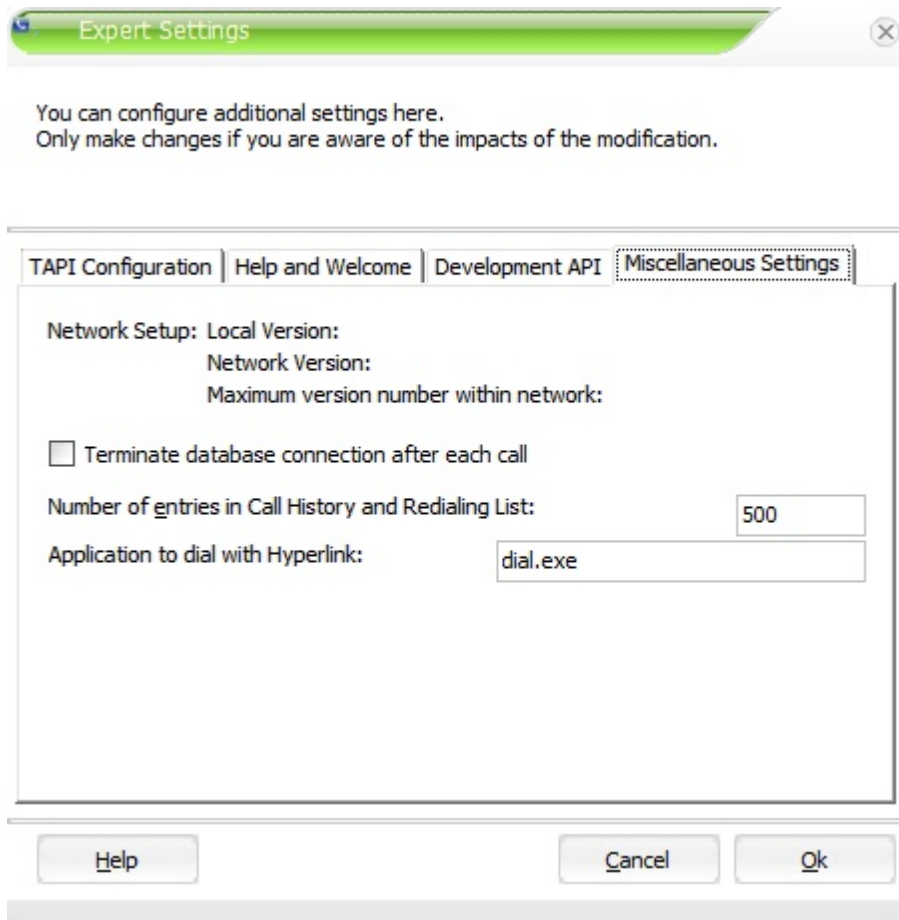 Expert Settings
You can configure additional settings here.
Only make changes if you are aware of the impacts of the modification.
TAPI Configuration
Help and Welcome
Development API
Miscellaneous Settings
Network Setup: Local Version:
Network Version:
Maximum version number within network:
Terminate database connection after each call
Number of entries in Call History and Redialing List:
500
Application to dial with Hyperlink:
dial.exe
Help
Cancel
Ok